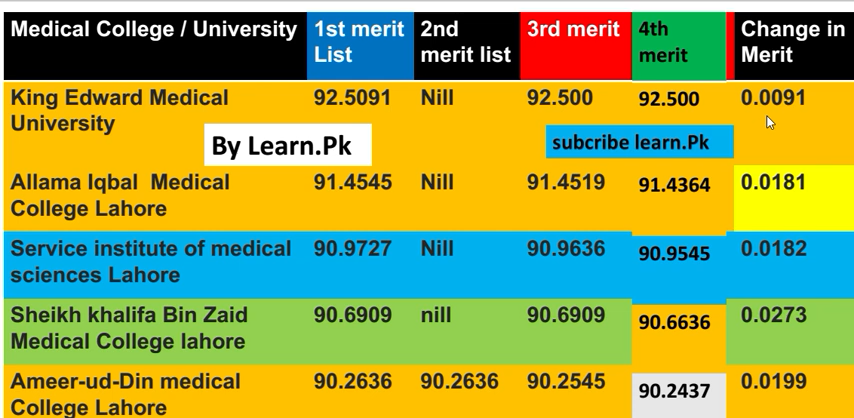 Medical College / University 1st merit List 2nd merit list 3rd merit 4th merit Change in Merit
King Edward Medical University 92.5091 Nill 92.500 92.500 0.0091
By Learn.Pk
subcribe learn.Pk
Allama Iqbal Medical College Lahore 91.4545 Nill 91.4519 91.4364 0.0181
Service institute of medical sciences Lahore 90.9727 Nill 90.9636 90.9545 0.0182
Sheikh khalifa Bin Zaid Medical College lahore 90.6909 nill 90.6909 90.6636 0.0273
Ameer-ud-Din medical College Lahore 90.2636 90.2636 90.2545 90.2437 0.0199